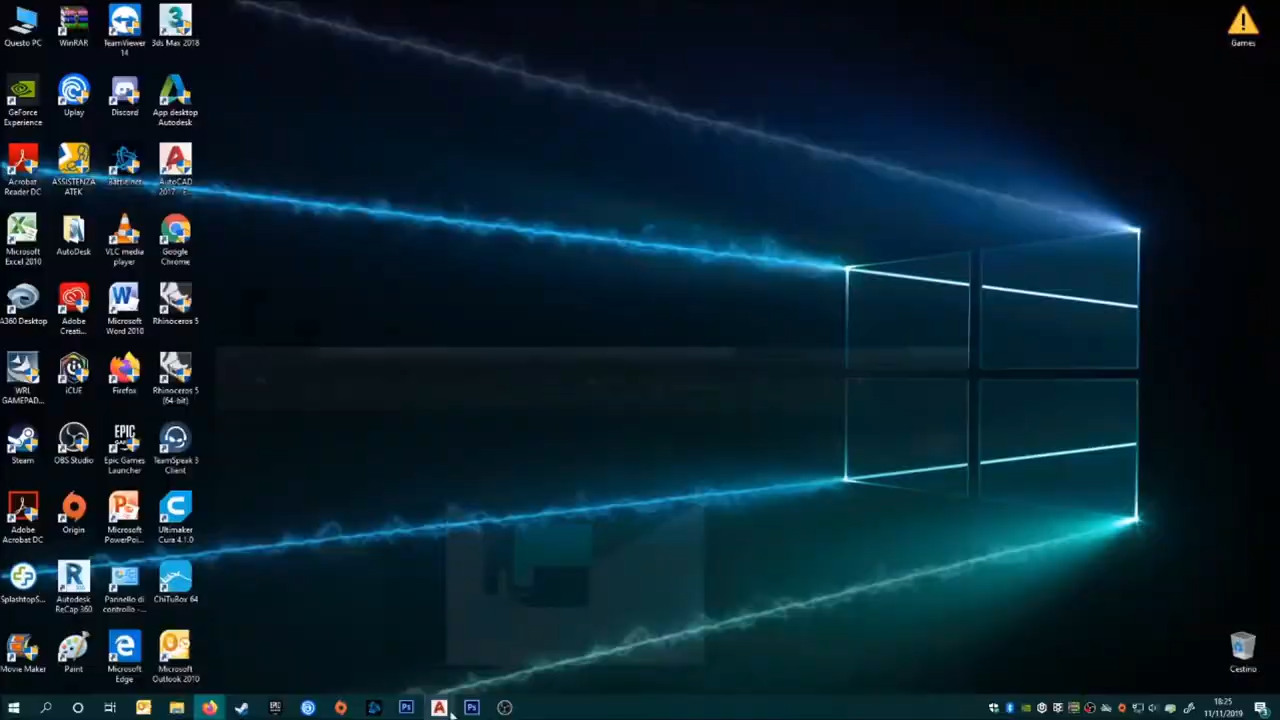 Questo PC
WinRAR
TeamViewer
14
3ds Max 2018
Games
GeForce
Experience
Uplay
Discord
App desktop
Autodesk
Acrobat
Reader DC
ASSISTENZA
ATEK
Battle.net
AutoCAD
Microsoft
Excel 2010
AutoDesk
VLC media
player
Google
Chrome
A360 Desktop
Adobe
Creati...
Microsoft
Word 2010
Rhinoceros 5
WRL
GAMEPAD...
iCUE
Firefox
Rhinoceros 5
(64-bit)
Steam
OBS Studio
EPIC
Epic Games
Launcher
TeamSpeak 3
Client
Adobe
Acrobat DC
Origin
Microsoft
PowerPoi...
Ultimaker
Cura 4.1.0
SplashtopS...
Autodesk
ReCap 360
Pannello di
controllo -...
ChiTuBox 64
Movie Maker
Paint
Microsoft
Edge
Microsoft
Outlook 2010
Cestino
18:25
11/11/2019